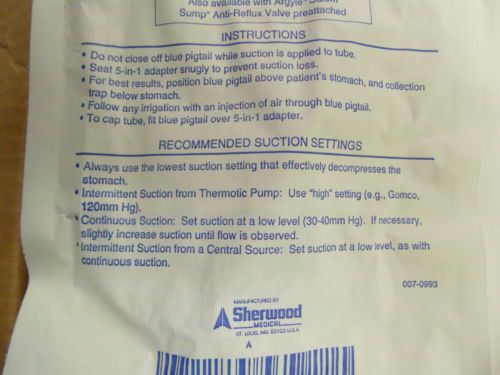 Also available with Argyle® Salem
Sump® Anti-Reflux Valve preattached
INSTRUCTIONS
• Do not close off blue pigtail while suction is applied to tube.
• Seat 5-in-1 adapter snugly to prevent suction loss.
• For best results, position blue pigtail above patient's stomach, and collection
trap below stomach.
• Follow any irrigation with an injection of air through blue pigtail.
• To cap tube, fit blue pigtail over 5-in-1 adapter.
RECOMMENDED SUCTION SETTINGS
• Always use the lowest suction setting that effectively decompresses the
stomach.
• Intermittent Suction from Thermotic Pump: Use "high" setting (e.g., Gomco,
120mm Hg).
• Continuous Suction: Set suction at a low level (30-40mm Hg). If necessary,
slightly increase suction until flow is observed.
• Intermittent Suction from a Central Source: Set suction at a low level, as with
continuous suction.
007-0993
MANUFACTURED BY
Sherwood
MEDICAL
ST. LOUIS, MO. 63103 U.S.A.
A